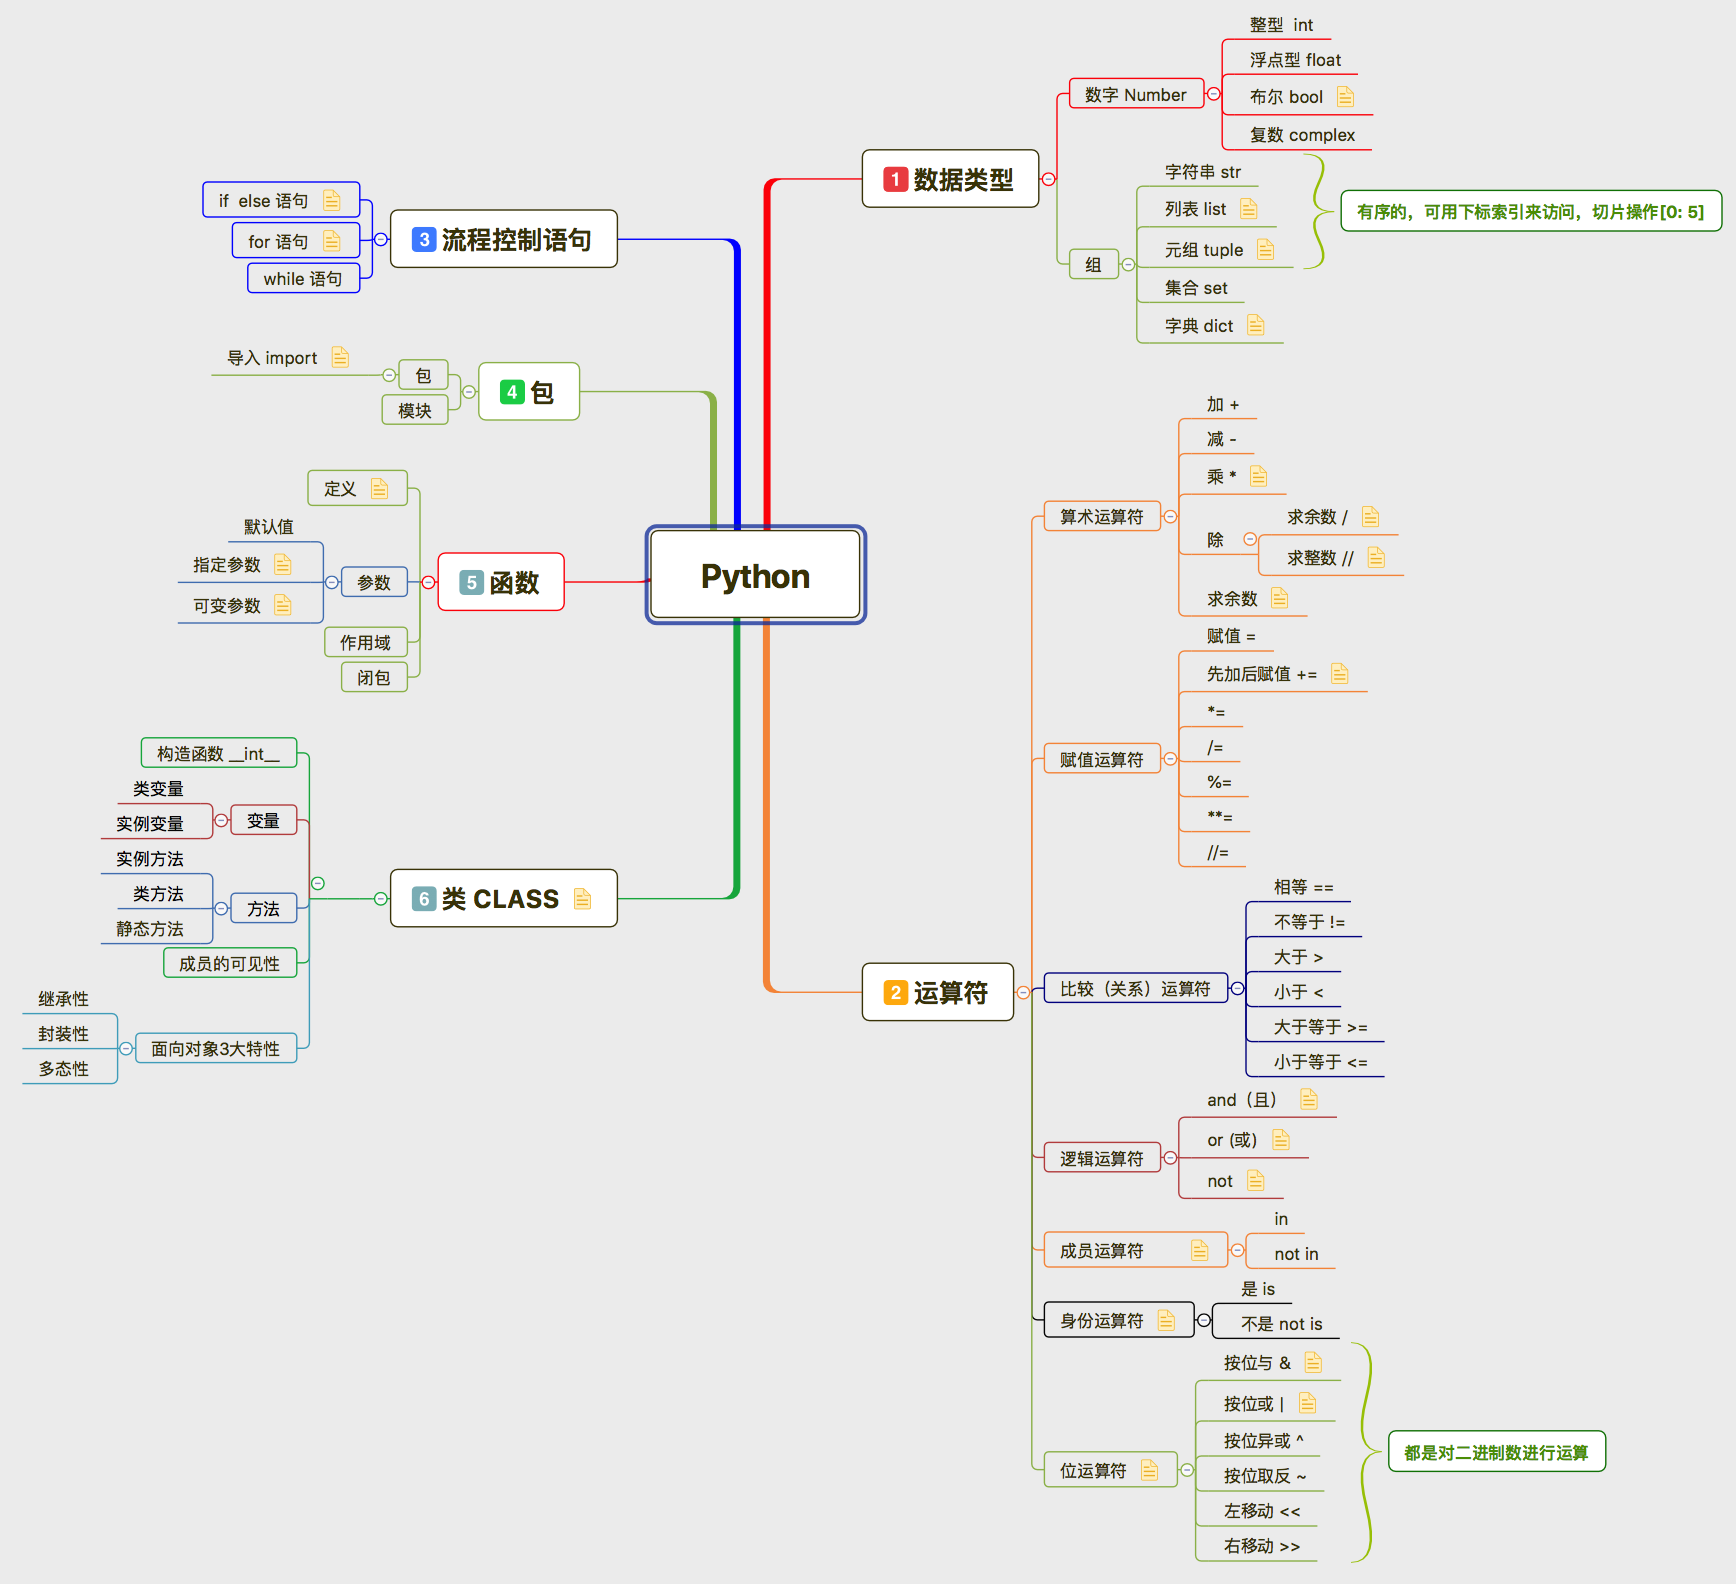 Python
1 数据类型
数字 Number
整型 int
浮点型 float
布尔 bool
复数 complex
组
字符串 str
列表 list
元组 tuple
集合 set
字典 dict
有序的，可用下标索引来访问，切片操作[0: 5]
2 运算符
算术运算符
加 +
减 -
乘 *
除
求余数 /
求整数 //
求余数
赋值运算符
赋值 =
先加后赋值 +=
*=
/=
%=
**=
//=
比较（关系）运算符
相等 ==
不等于 !=
大于 >
小于 <
大于等于 >=
小于等于 <=
逻辑运算符
and（且）
or (或)
not
成员运算符
in
not in
身份运算符
是 is
不是 not is
位运算符
按位与 &
按位或 |
按位异或 ^
按位取反 ~
左移动 <<
右移动 >>
都是对二进制数进行运算
3 流程控制语句
if else 语句
for 语句
while 语句
4 包
包
导入 import
模块
5 函数
定义
参数
默认值
指定参数
可变参数
作用域
闭包
6 类 CLASS
构造函数 __int__
变量
类变量
实例变量
方法
实例方法
类方法
静态方法
成员的可见性
面向对象3大特性
继承性
封装性
多态性